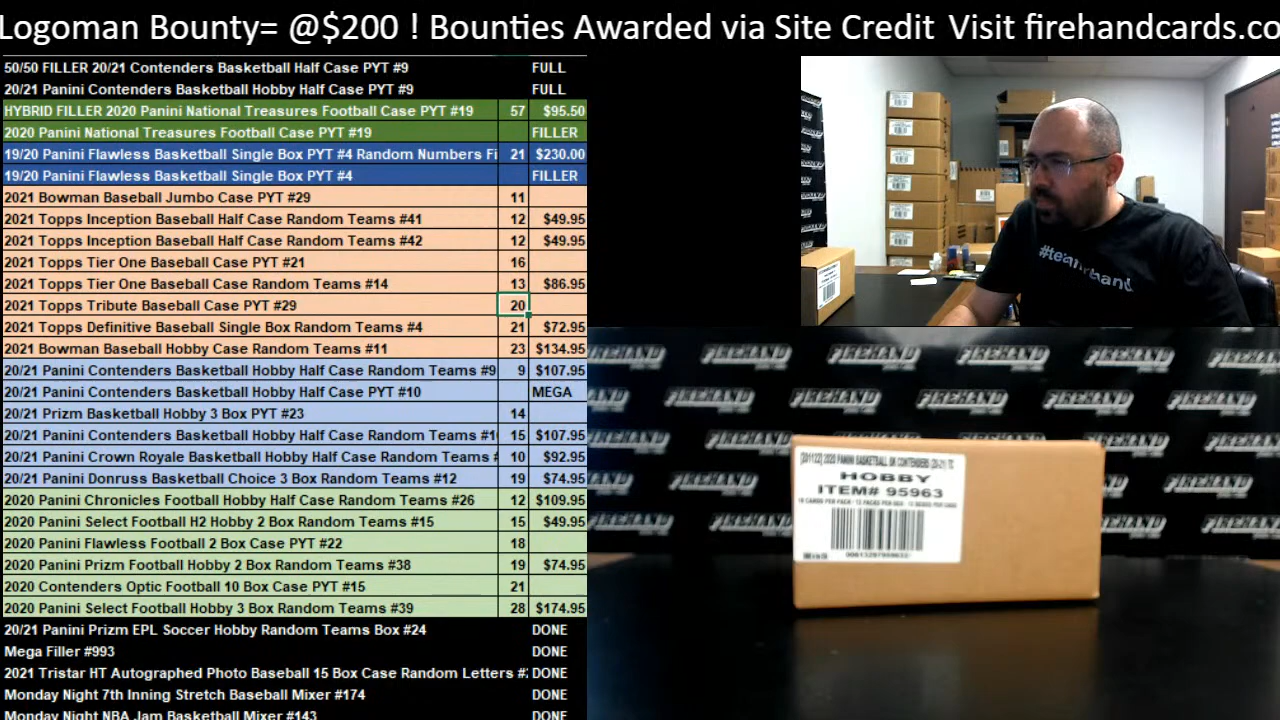 Logoman Bounty= @$200 ! Bounties Awarded via Site Credit Visit firehandcards.co
50/50 FILLER 20/21 Contenders Basketball Half Case PYT #9 FULL
20/21 Panini Contenders Basketball Hobby Half Case PYT #9 FULL
HYBRID FILLER 2020 Panini National Treasures Football Case PYT #19 57 $95.50
2020 Panini National Treasures Football Case PYT #19 FILLER
19/20 Panini Flawless Basketball Single Box PYT #4 Random Numbers Fi 21 $230.00
19/20 Panini Flawless Basketball Single Box PYT #4 FILLER
2021 Bowman Baseball Jumbo Case PYT #29 11
2021 Topps Inception Baseball Half Case Random Teams #41 12 $49.95
2021 Topps Inception Baseball Half Case Random Teams #42 12 $49.95
2021 Topps Tier One Baseball Case PYT #21 16
2021 Topps Tier One Baseball Case Random Teams #14 13 $86.95
2021 Topps Tribute Baseball Case PYT #29 20
2021 Topps Definitive Baseball Single Box Random Teams #4 21 $72.95
2021 Bowman Baseball Hobby Case Random Teams #11 23 $134.95
20/21 Panini Contenders Basketball Hobby Half Case Random Teams #9 9 $107.95
20/21 Panini Contenders Basketball Hobby Half Case PYT #10 MEGA
20/21 Prizm Basketball Hobby 3 Box PYT #23 14
20/21 Panini Contenders Basketball Hobby Half Case Random Teams #1 15 $107.95
20/21 Panini Crown Royale Basketball Hobby Half Case Random Teams # 10 $92.95
20/21 Panini Donruss Basketball Choice 3 Box Random Teams #12 19 $74.95
2020 Panini Chronicles Football Hobby Half Case Random Teams #26 12 $109.95
2020 Panini Select Football H2 Hobby 2 Box Random Teams #15 15 $49.95
2020 Panini Flawless Football 2 Box Case PYT #22 18
2020 Panini Prizm Football Hobby 2 Box Random Teams #38 19 $74.95
2020 Contenders Optic Football 10 Box Case PYT #15 21
2020 Panini Select Football Hobby 3 Box Random Teams #39 28 $174.95
20/21 Panini Prizm EPL Soccer Hobby Random Teams Box #24 DONE
Mega Filler #993 DONE
2021 Tristar HT Autographed Photo Baseball 15 Box Case Random Letters #: DONE
Monday Night 7th Inning Stretch Baseball Mixer #174 DONE
Monday Night NBA Jam Basketball Mixer #143 DONE
FIREHAND
HOBBY
ITEM# 95963